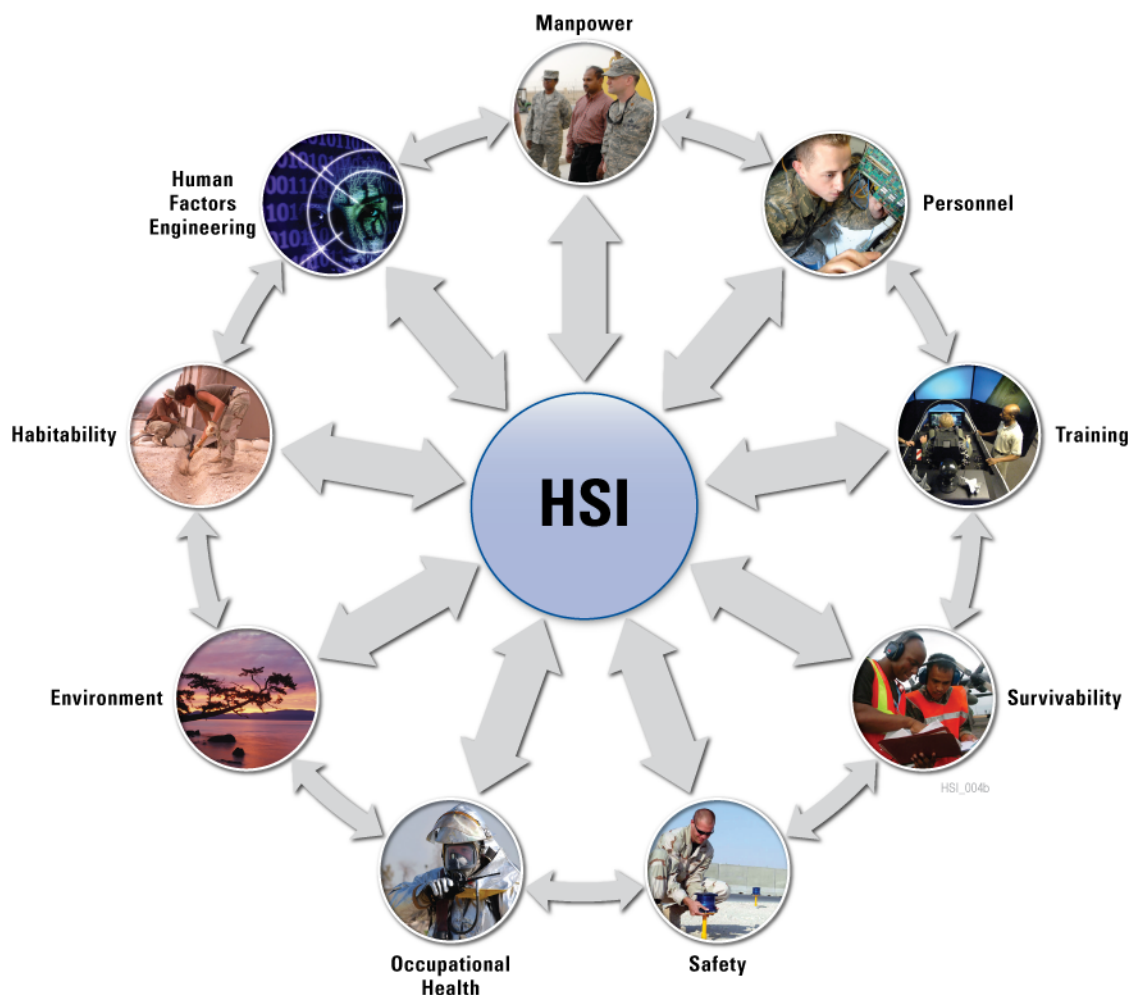 Manpower
Personnel
Training
Survivability
HSI_004b
Safety
Occupational
Health
Environment
Habitability
Human
Factors
Engineering
HSI